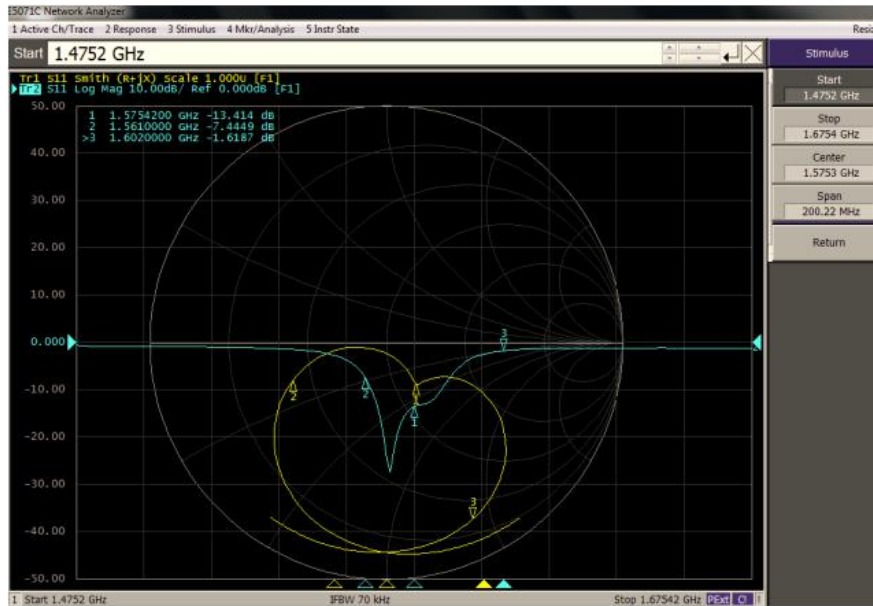 E5071C Network Analyzer
1 Active Ch/Trace 2 Response 3 Stimulus 4 Mkr/Analysis 5 Instr State
Start 1.4752 GHz
Tr1 S11 Smith (R+jX) Scale 1.000U [F1]
Tr2 S11 Log Mag 10.00dB/ Ref 0.000dB [F1]
1 1.5754200 GHz -13.414 dB
2 1.5610000 GHz -7.4449 dB
>3 1.6020000 GHz -1.6187 dB
50.00
40.00
30.00
20.00
10.00
0.000
-10.00
-20.00
-30.00
-40.00
-50.00
2
2
1
3
3
1 Start 1.4752 GHz
IFBW 70 kHz
Stop 1.67542 GHz PExt C!
Stimulus
Start
1.4752 GHz
Stop
1.6754 GHz
Center
1.5753 GHz
Span
200.22 MHz
Return